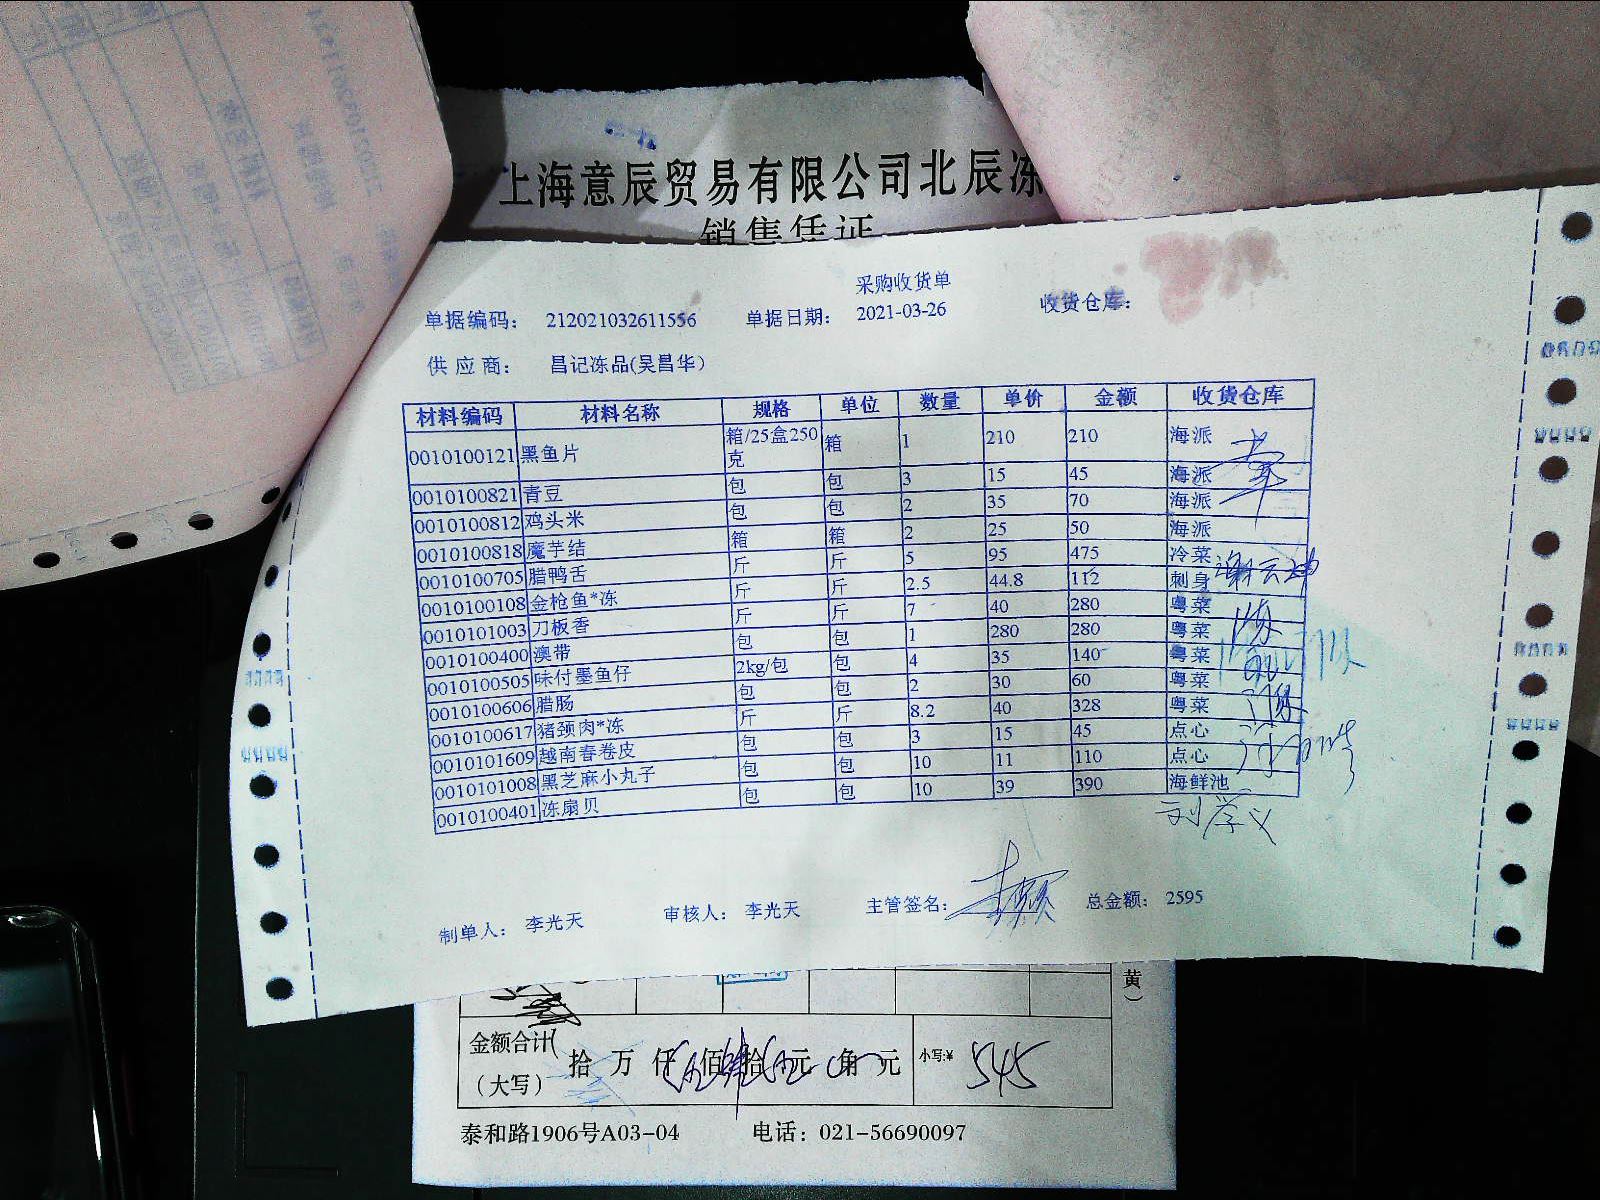 上海意辰贸易有限公司北辰冻
销售凭证
采购收货单
单据编码： 212021032611556 单据日期： 2021-03-26 收货仓库：
供应商： 昌记冻品(吴昌华)
材料编码 材料名称 规格 单位 数量 单价 金额 收货仓库
0010100121 黑鱼片 箱/25盒250克 箱 1 210 210 海派
0010100821 青豆 包 包 3 15 45 海派
0010100812 鸡头米 包 包 2 35 70 海派
0010100818 魔芋结 箱 箱 2 25 50 海派
0010100705 腊鸭舌 斤 斤 5 95 475 冷菜
0010100108 金枪鱼*冻 斤 斤 2.5 44.8 112 刺身
0010101003 刀板香 斤 斤 7 40 280 粤菜
0010100400 澳带 包 包 1 280 280 粤菜
0010100505 味付墨鱼仔 2kg/包 包 4 35 140 粤菜
0010100606 腊肠 包 包 2 30 60 粤菜
0010100617 猪颈肉*冻 斤 斤 8.2 40 328 粤菜
0010101609 越南春卷皮 包 包 3 15 45 点心
0010101008 黑芝麻小丸子 包 包 10 11 110 点心
0010100401 冻扇贝 包 包 10 39 390 海鲜池
刘学义
制单人： 李光天 审核人： 李光天 主管签名： 总金额： 2595
黄）
金额合计（大写） 拾 万 仟 佰 拾 元 角 元 小写:¥ 545
泰和路1906号A03-04 电话：021-56690097